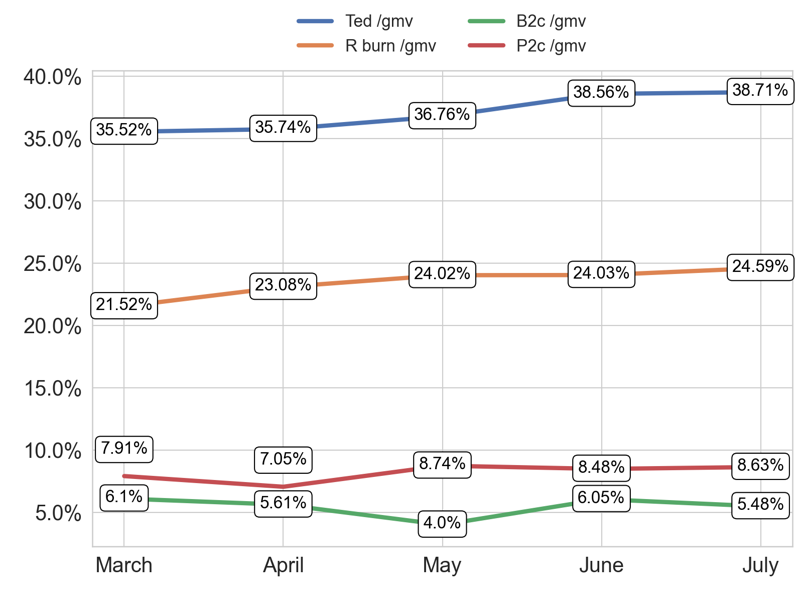 Ted /gmv B2c /gmv
R burn /gmv P2c /gmv
40.0%
38.56% 38.71%
36.76%
35.52% 35.74%
35.0%
30.0%
25.0%
24.02% 24.03% 24.59%
23.08%
21.52%
20.0%
15.0%
10.0%
7.91%
7.05%
8.74% 8.48% 8.63%
6.1% 5.61% 6.05% 5.48%
5.0%
4.0%
March April May June July